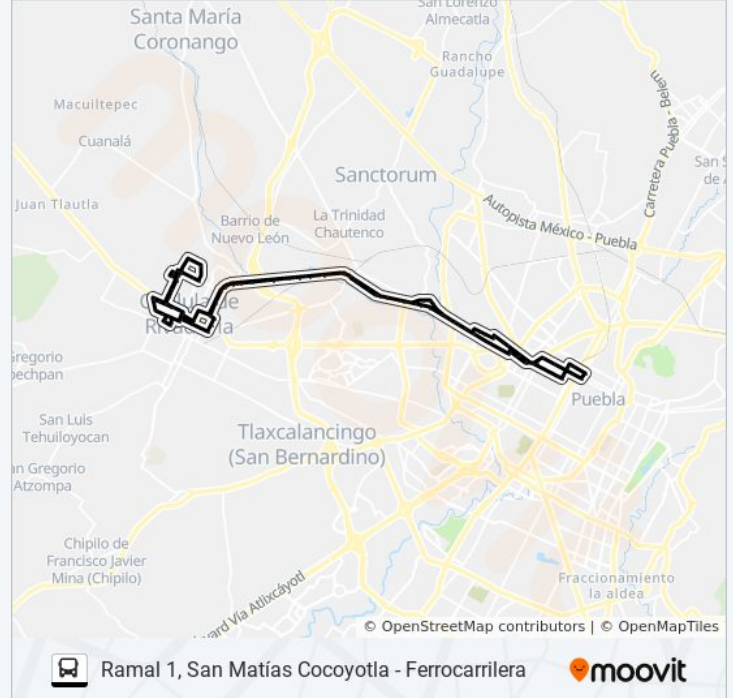 San Lorenzo
Almecatla
Santa María
Coronango
Rancho
Guadalupe
Macuiltepec
Cuanalá
Carretera Puebla - Belem
San
de
Sanctorum
Juan Tlautla
Autopista México - Puebla
Barrio de
Nuevo León
La Trinidad
Chautenco
Gregorio
Puebla
San Luis
Tehuiloyocan
Tlaxcalancingo
(San Bernardino)
n Gregorio
Atzompa
Chipilo de
Francisco Javier
Mina (Chipilo)
Fraccionamiento
la aldea
ard Vía Atlixcáyotl
© OpenStreetMap contributors | © OpenMapTiles
Ramal 1, San Matías Cocoyotla - Ferrocarrilera
moovit